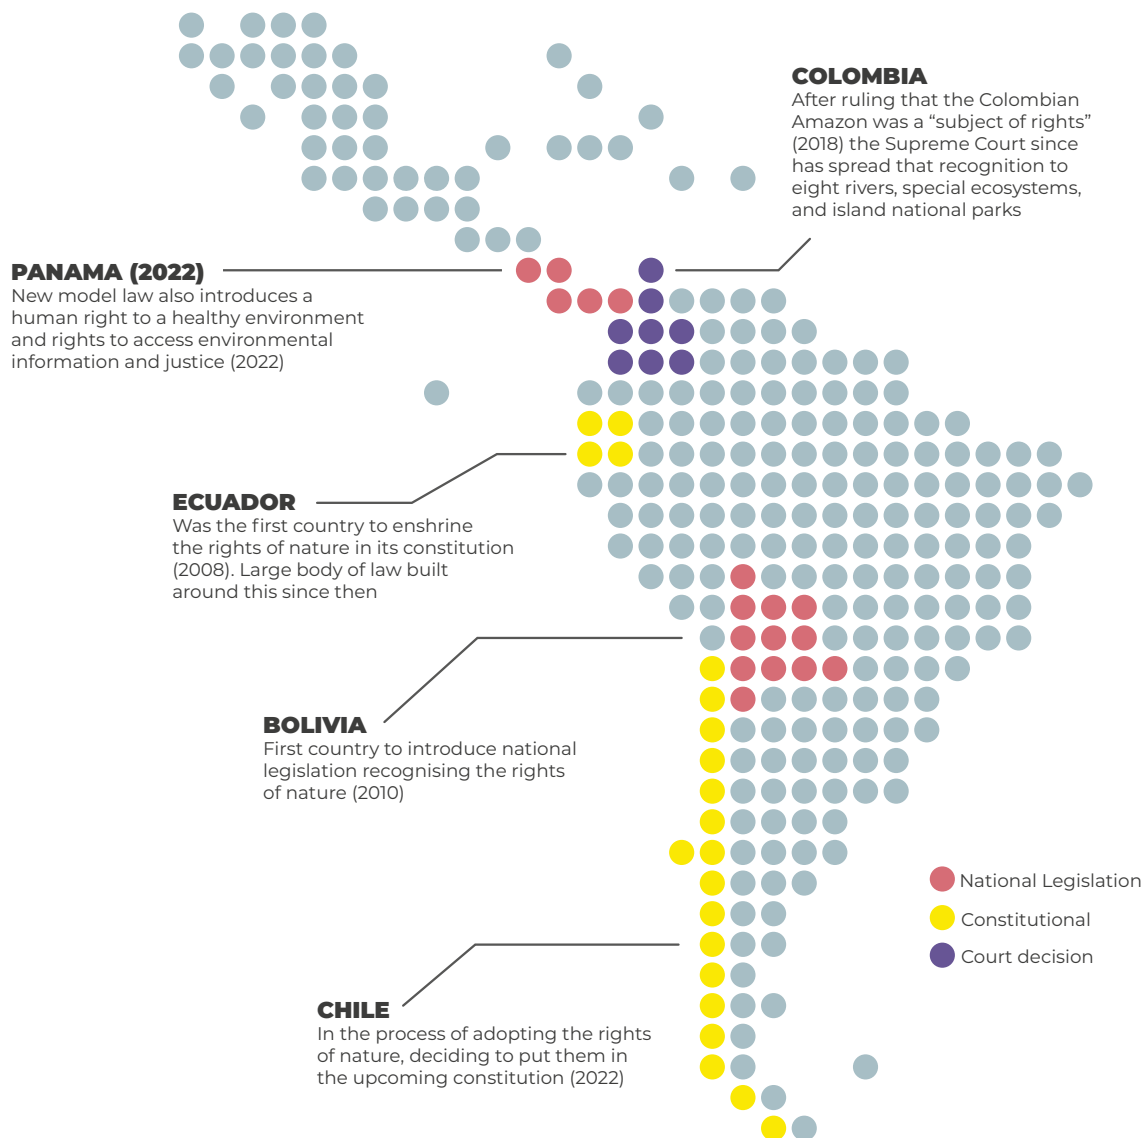 COLOMBIA
After ruling that the Colombian
Amazon was a “subject of rights”
(2018) the Supreme Court since
has spread that recognition to
eight rivers, special ecosystems,
and island national parks
PANAMA (2022)
New model law also introduces a
human right to a healthy environment
and rights to access environmental
information and justice (2022)
ECUADOR
Was the first country to enshrine
the rights of nature in its constitution
(2008). Large body of law built
around this since then
BOLIVIA
First country to introduce national
legislation recognising the rights
of nature (2010)
National Legislation
Constitutional
Court decision
CHILE
In the process of adopting the rights
of nature, deciding to put them in
the upcoming constitution (2022)